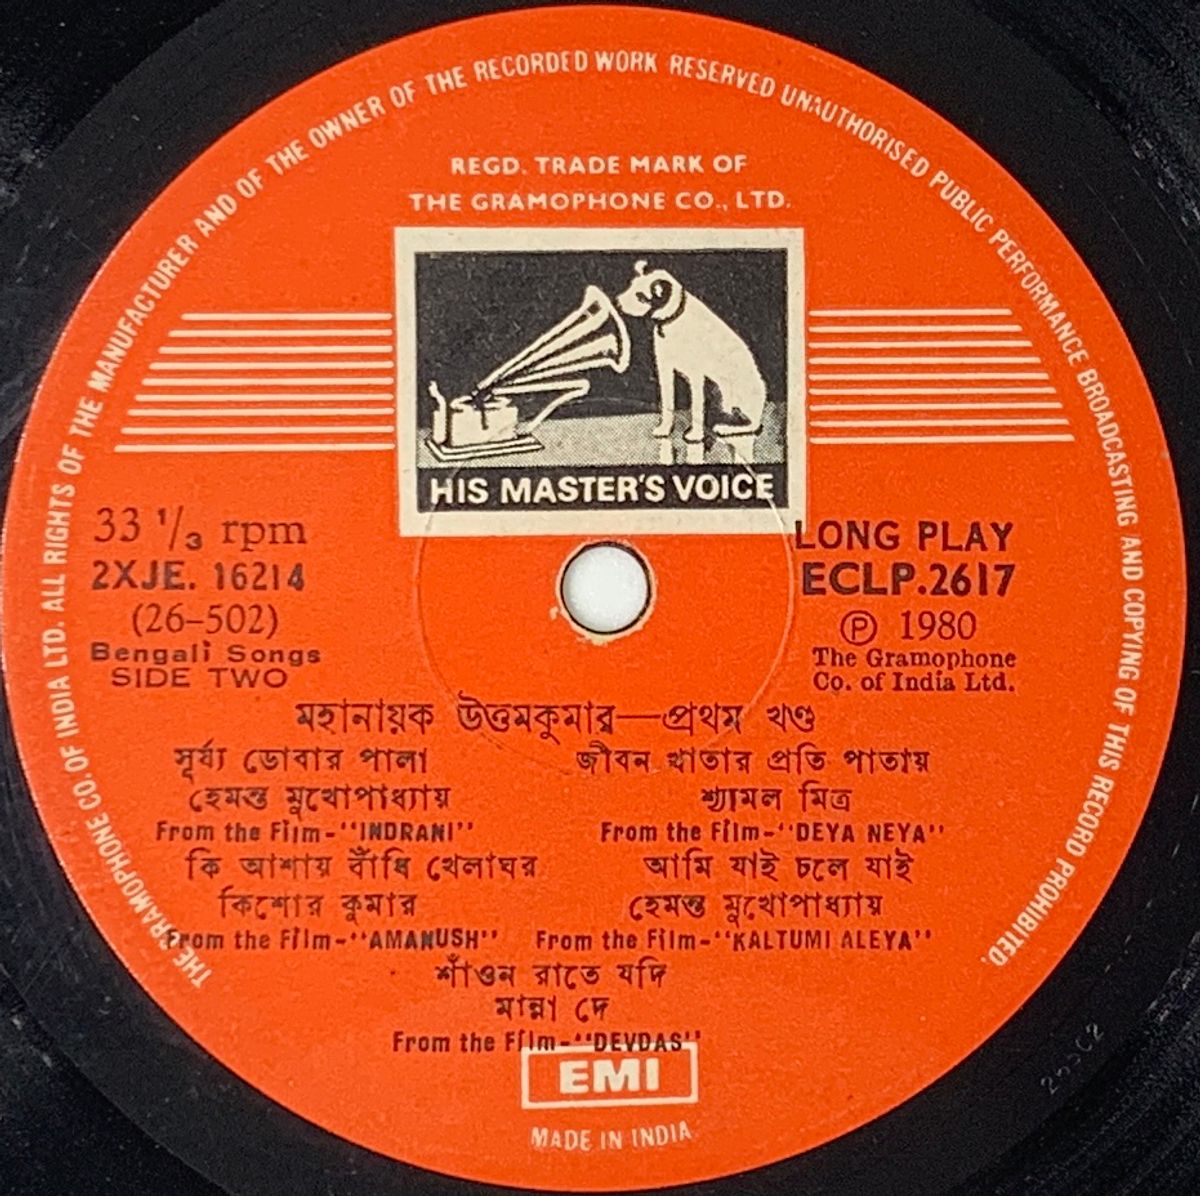 THE GRAMOPHONE CO. OF INDIA LTD. ALL RIGHTS OF THE MANUFACTURER AND OF THE OWNER OF THE RECORDED WORK RESERVED UNAUTHORISED PUBLIC PERFORMANCE BROADCASTING AND COPYING OF THIS RECORD PROHIBITED.
REGD. TRADE MARK OF
THE GRAMOPHONE CO., LTD.
HIS MASTER'S VOICE
33 1/3 rpm
2XJE. 16214
(26-502)
Bengali Songs
SIDE TWO
LONG PLAY
ECLP.2617
Ⓟ 1980
The Gramophone
Co. of India Ltd.
মহানায়ক উত্তমকুমার—প্রথম খণ্ড
সূর্য্য ডোবার পালা
হেমন্ত মুখোপাধ্যায়
From the Film-"INDRANI"
জীবন খাতার প্রতি পাতায়
শ্যামল মিত্র
From the Film-"DEYA NEYA"
কি আশায় বাঁধি খেলাঘর
কিশোর কুমার
From the Film-"AMANUSH"
আমি যাই চলে যাই
হেমন্ত মুখোপাধ্যায়
From the Film-"KALTUMI ALEYA"
শাঁওন রাতে যদি
মান্না দে
From the Film-"DEVDAS"
EMI
MADE IN INDIA